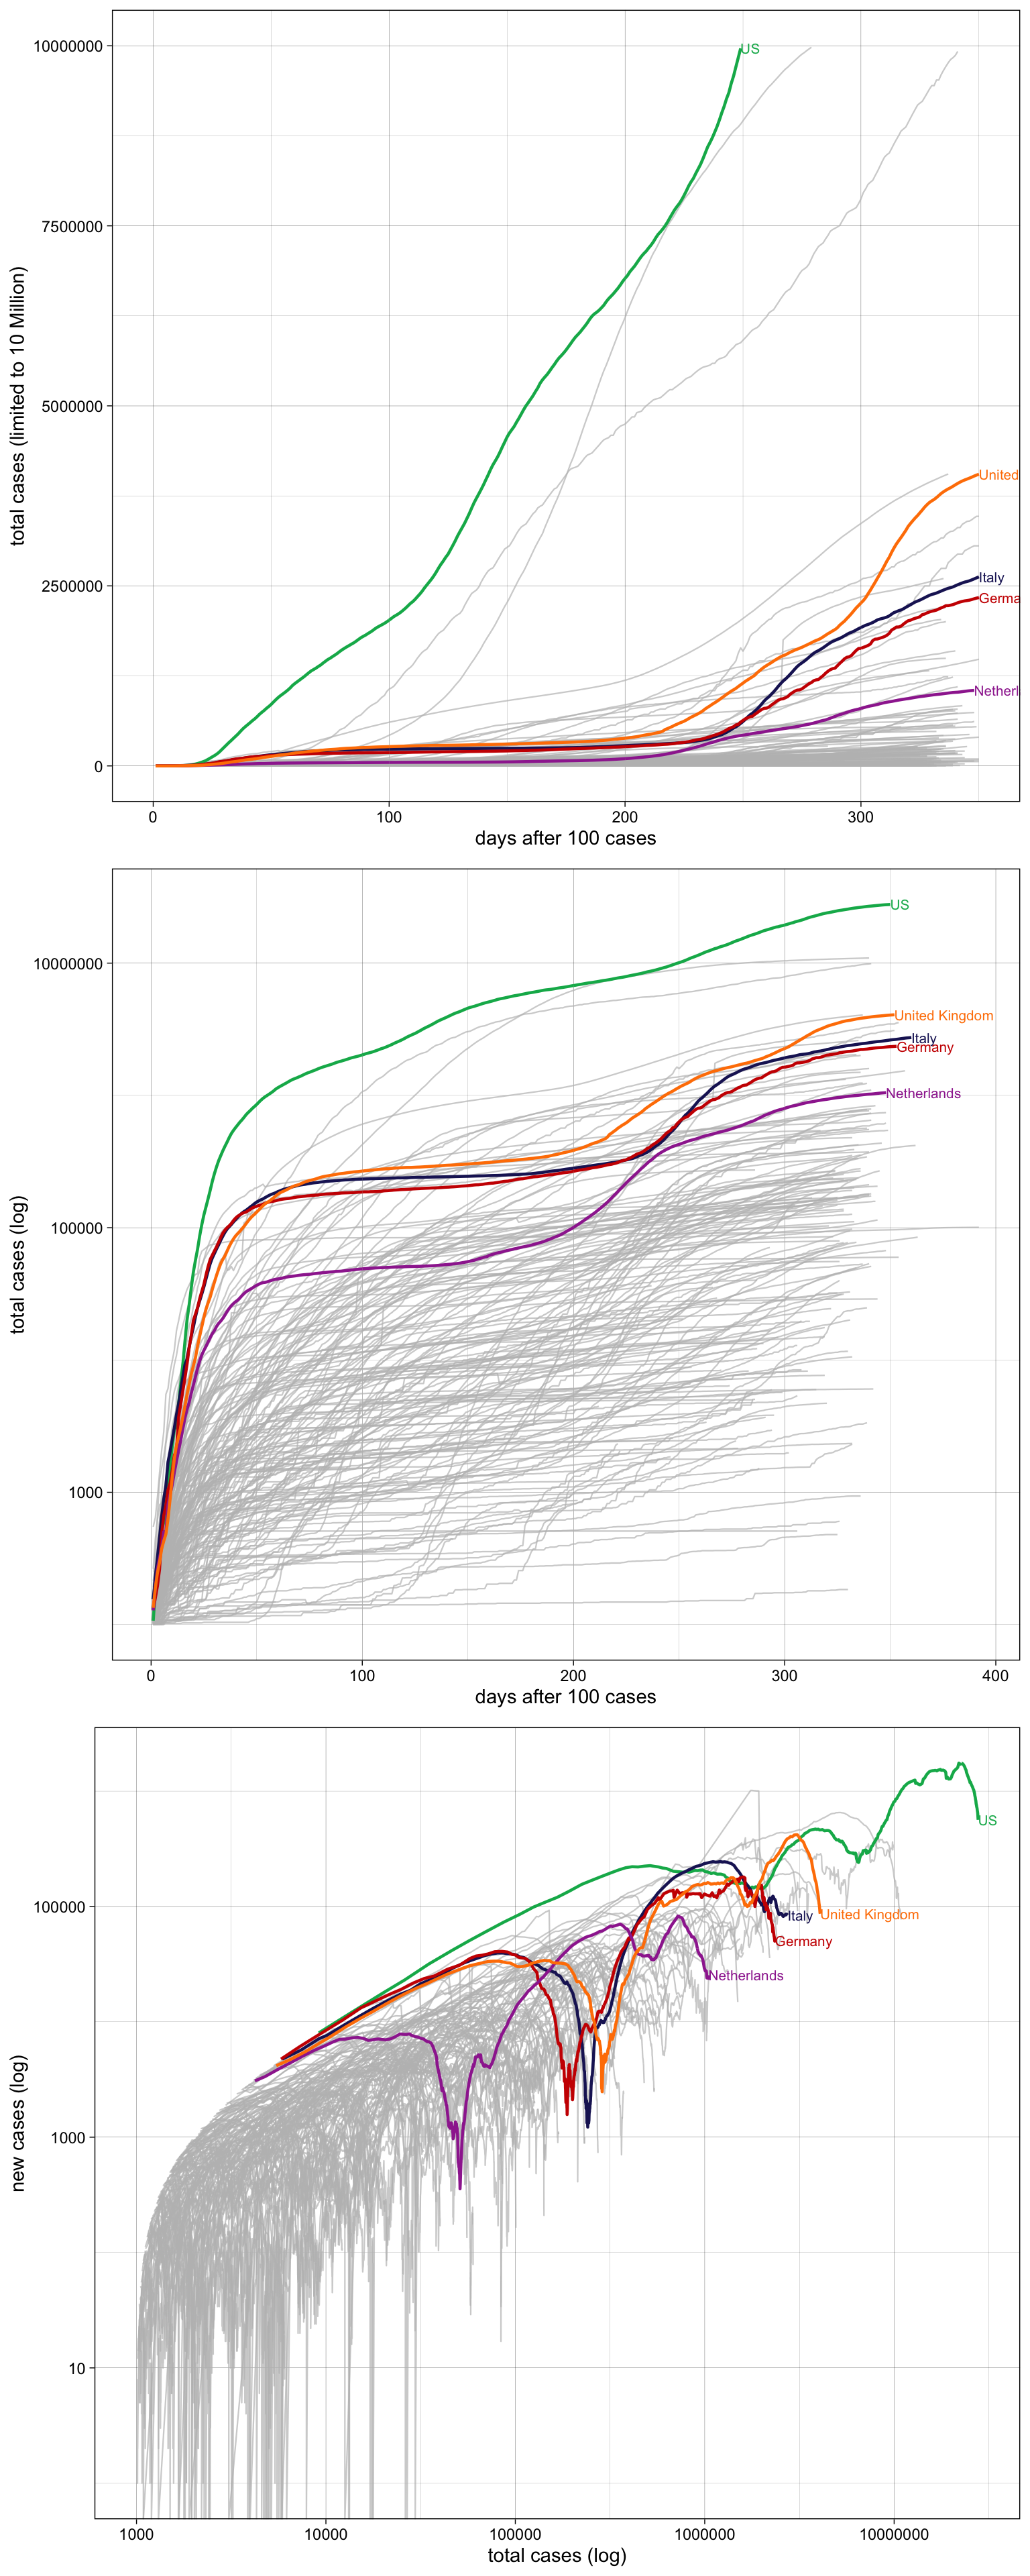 total cases (limited to 10 Million)
10000000
7500000
5000000
2500000
0
US
United
Italy
Germa
Netherl
0 100 200 300
days after 100 cases
total cases (log)
10000000
100000
1000
US
United Kingdom
Italy
Germany
Netherlands
0 100 200 300 400
days after 100 cases
new cases (log)
100000
1000
10
US
Italy
United Kingdom
Germany
Netherlands
1000 10000 100000 1000000 10000000
total cases (log)